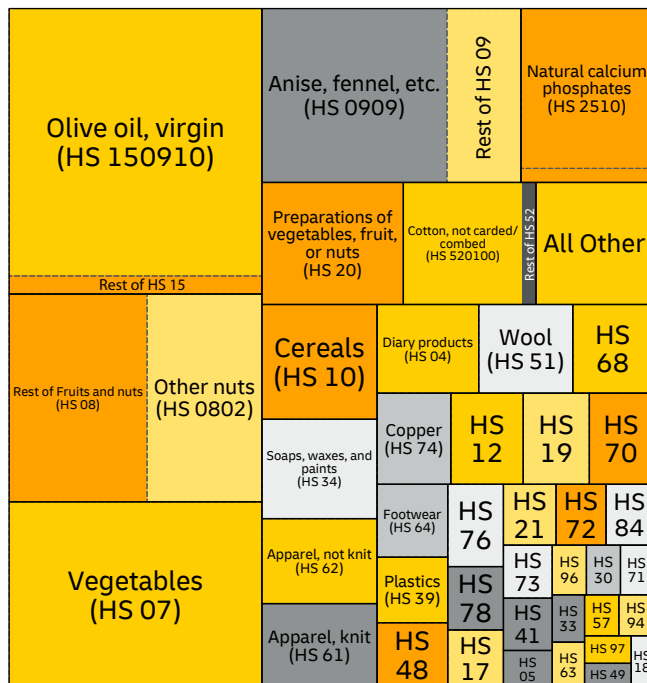 Olive oil, virgin
(HS 150910)
Rest of HS 15
Rest of Fruits and nuts
(HS 08)
Other nuts
(HS 0802)
Vegetables
(HS 07)
Anise, fennel, etc.
(HS 0909)
Rest of HS 09
Natural calcium
phosphates
(HS 2510)
Preparations of
vegetables, fruit,
or nuts
(HS 20)
Cotton, not carded/
combed
(HS 520100)
Rest of HS 52
All Other
Cereals
(HS 10)
Diary products
(HS 04)
Wool
(HS 51)
HS
68
Soaps, waxes, and
paints
(HS 34)
Copper
(HS 74)
HS
12
HS
19
HS
70
Apparel, not knit
(HS 62)
Apparel, knit
(HS 61)
Footwear
(HS 64)
Plastics
(HS 39)
HS
48
HS
76
HS
78
HS
17
HS
21
HS
72
HS
84
HS
73
HS
96
HS
30
HS
71
HS
41
HS
33
HS
57
HS
94
HS
05
HS
63
HS 97
HS 49
HS
18